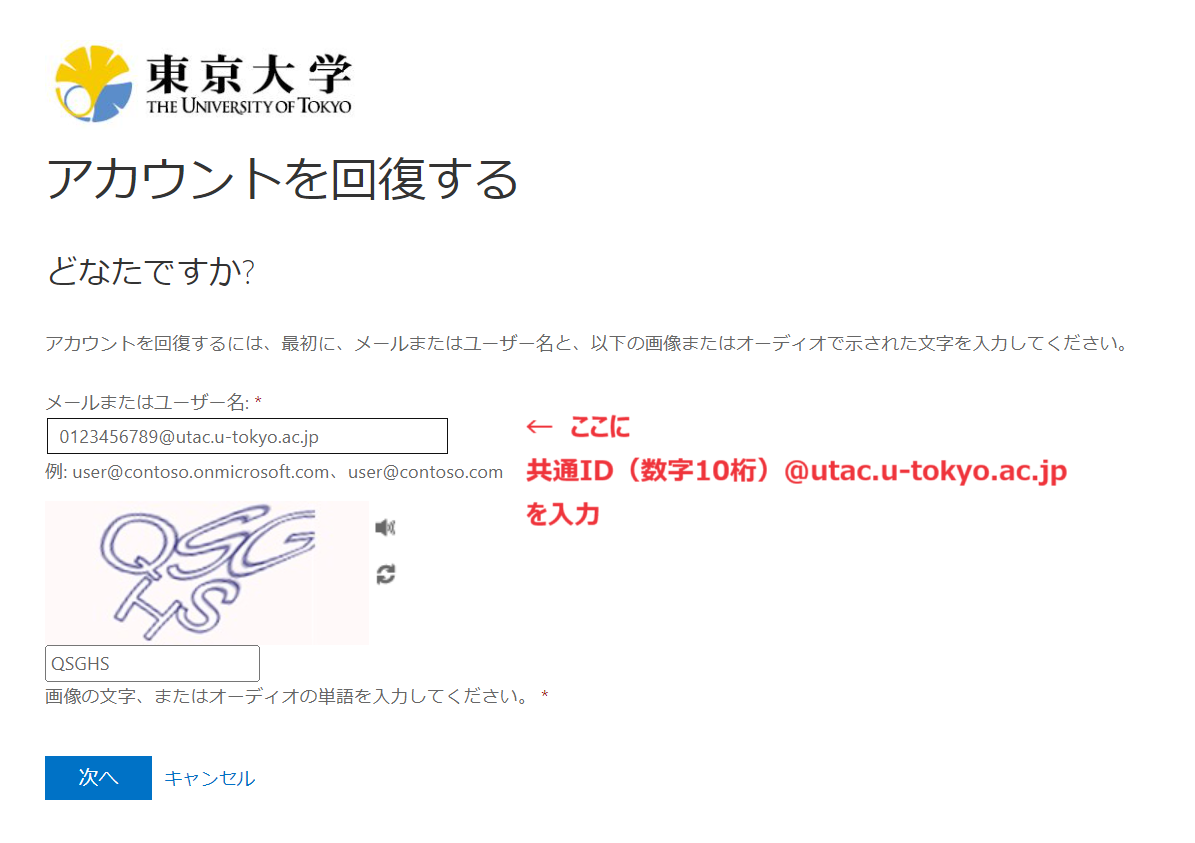 東京大学
THE UNIVERSITY OF TOKYO
アカウントを回復する
どなたですか?
アカウントを回復するには、最初に、メールまたはユーザー名と、以下の画像またはオーディオで示された文字を入力してください。
メールまたはユーザー名: *
0123456789@utac.u-tokyo.ac.jp
例: user@contoso.onmicrosoft.com、user@contoso.com
← ここに
共通ID（数字10桁）@utac.u-tokyo.ac.jp
を入力
QSG
HS
QSGHS
画像の文字、またはオーディオの単語を入力してください。 *
次へ キャンセル